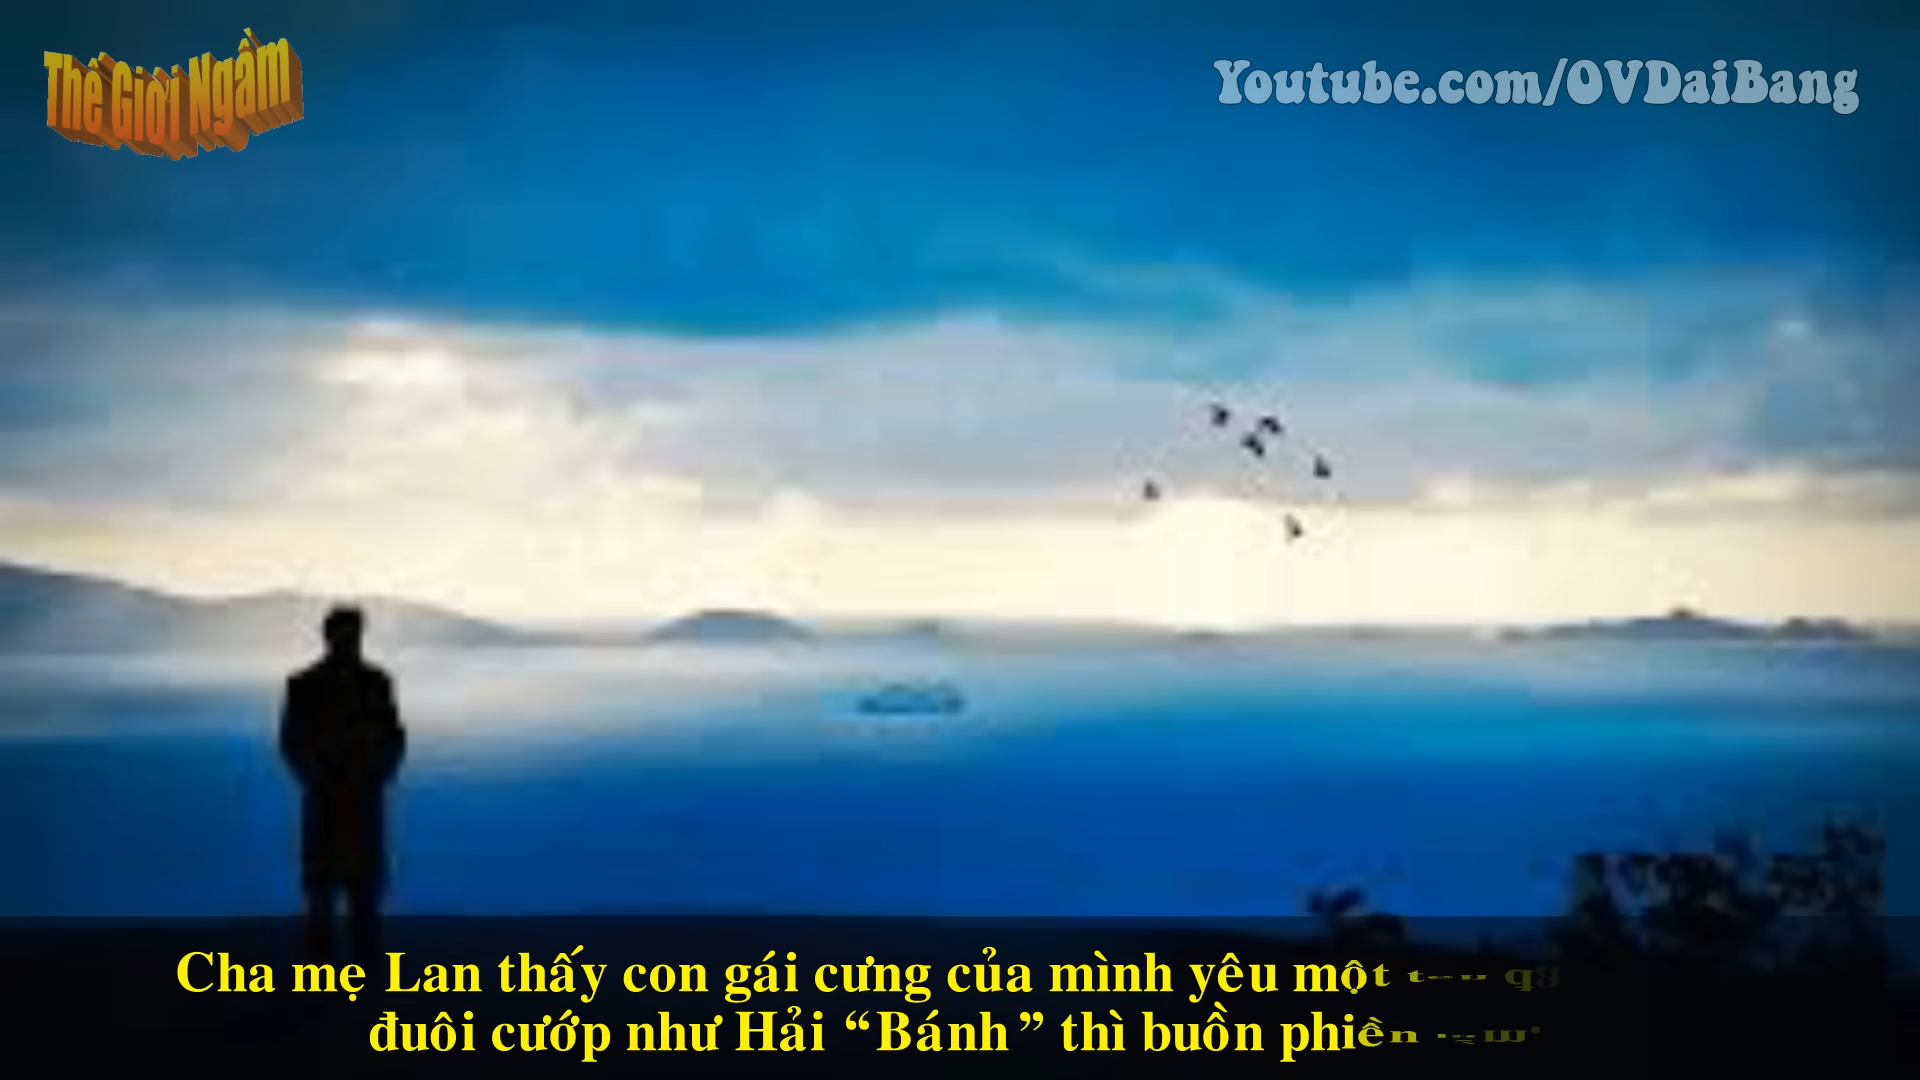 Thế Giới Ngầm
Youtube.com/OVDaiBang
Cha mẹ Lan thấy con gái cưng của mình yêu một
đuôi cướp như Hải “Bánh” thì buồn phiền